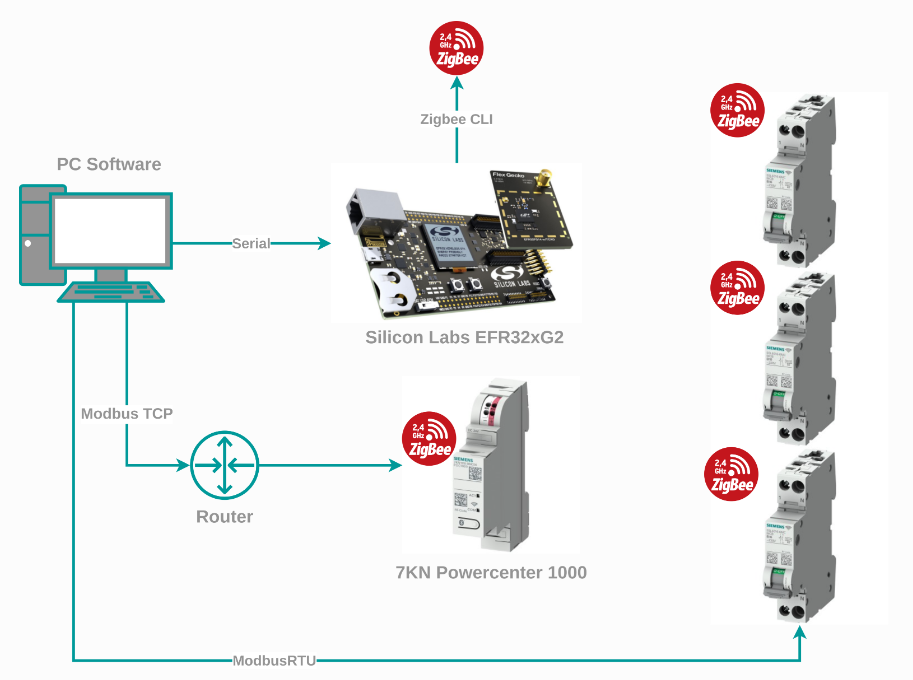 2,4
GHz
ZigBee
Zigbee CLI
2,4
GHz
ZigBee
PC Software
Flex Gecko
Serial
SILICON LABS
SILICON LABS
2,4
GHz
ZigBee
Silicon Labs EFR32xG2
SIEMENS
SIEMENS
Modbus TCP
2,4
GHz
ZigBee
SIEMENS
2,4
GHz
ZigBee
Router
SIEMENS
7KN Powercenter 1000
ModbusRTU